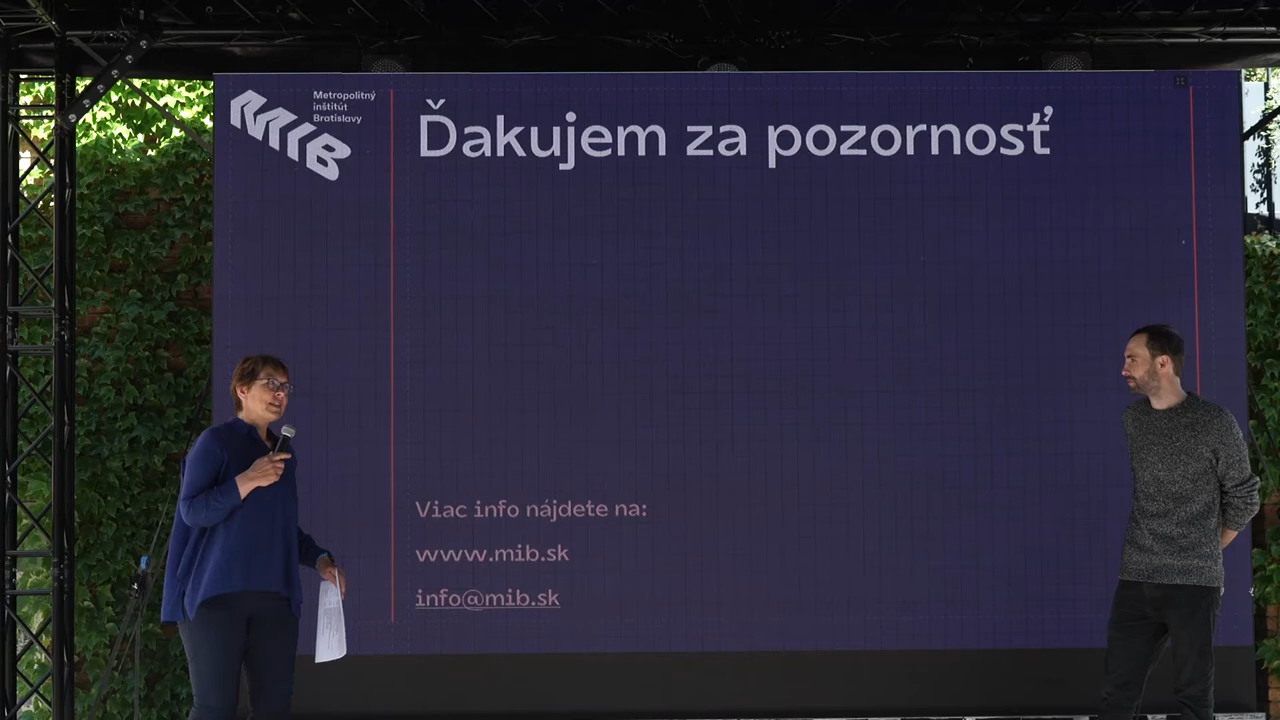 MIB
Metropolitný
inštitút
Bratislavy
Ďakujem za pozornosť
Viac info nájdete na:
www.mib.sk
info@mib.sk